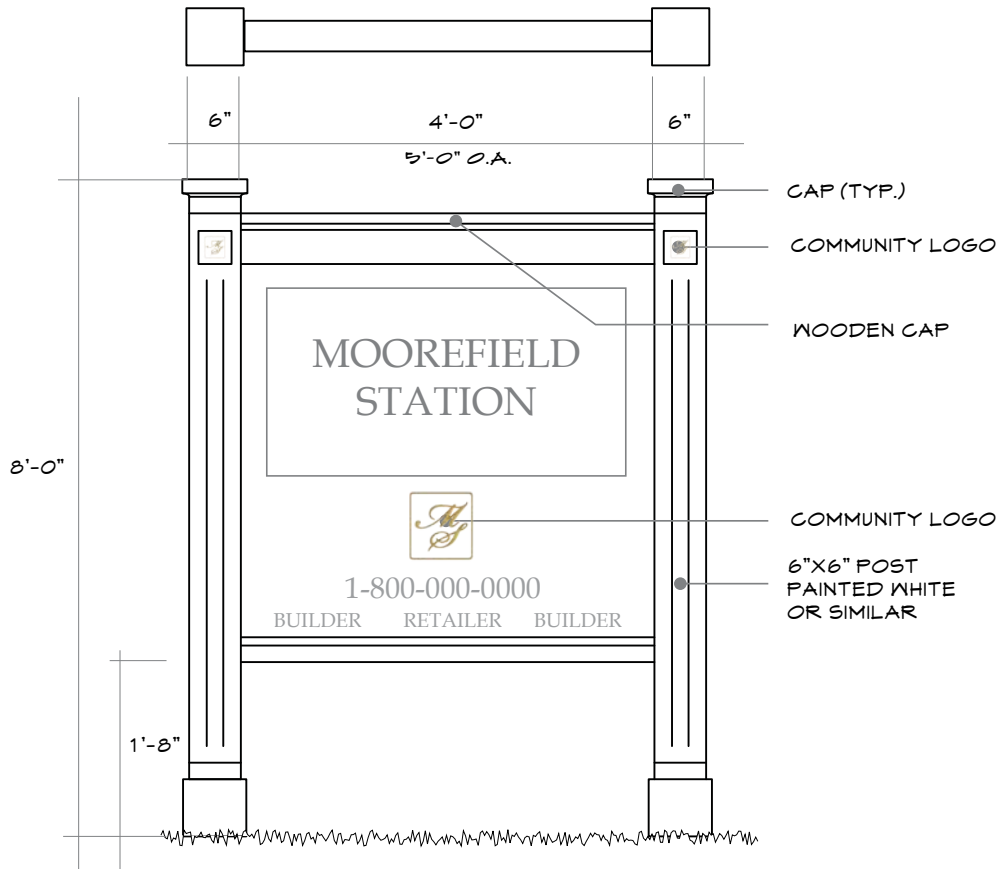 6"
4'-0"
6"
5'-0" O.A.
CAP (TYP.)
COMMUNITY LOGO
WOODEN CAP
MOOREFIELD
STATION
8'-0"
MS
COMMUNITY LOGO
6"X6" POST
PAINTED WHITE
OR SIMILAR
1-800-000-0000
BUILDER RETAILER BUILDER
1'-8"